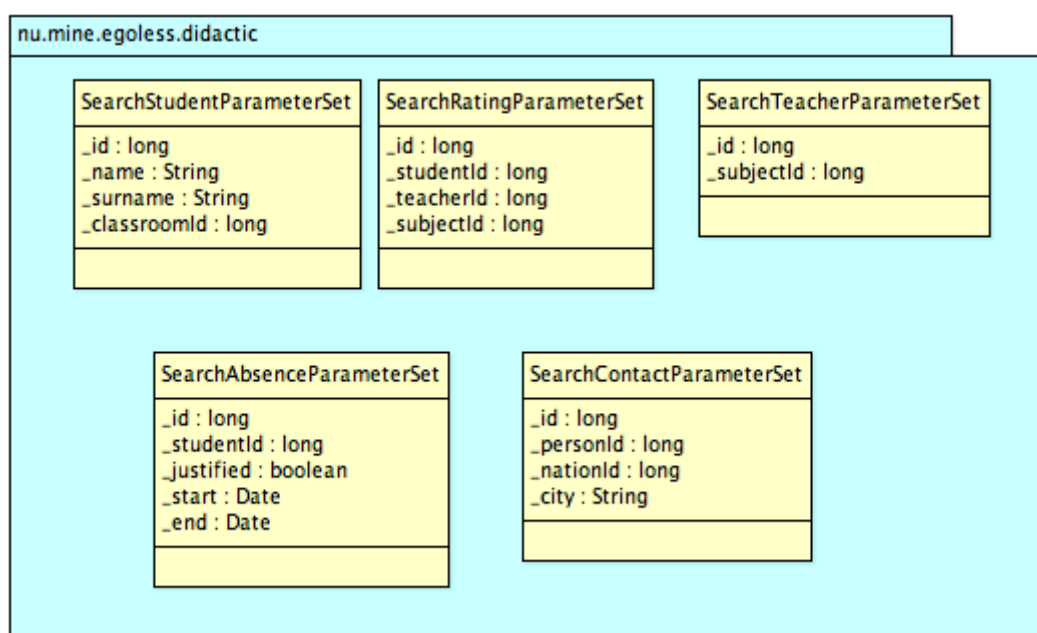 nu.mine.egoless.didactic
SearchStudentParameterSet
_id : long
_name : String
_surname : String
_classroomId : long
SearchRatingParameterSet
_id : long
_studentId : long
_teacherId : long
_subjectId : long
SearchTeacherParameterSet
_id : long
_subjectId : long
SearchAbsenceParameterSet
_id : long
_studentId : long
_justified : boolean
_start : Date
_end : Date
SearchContactParameterSet
_id : long
_personId : long
_nationId : long
_city : String